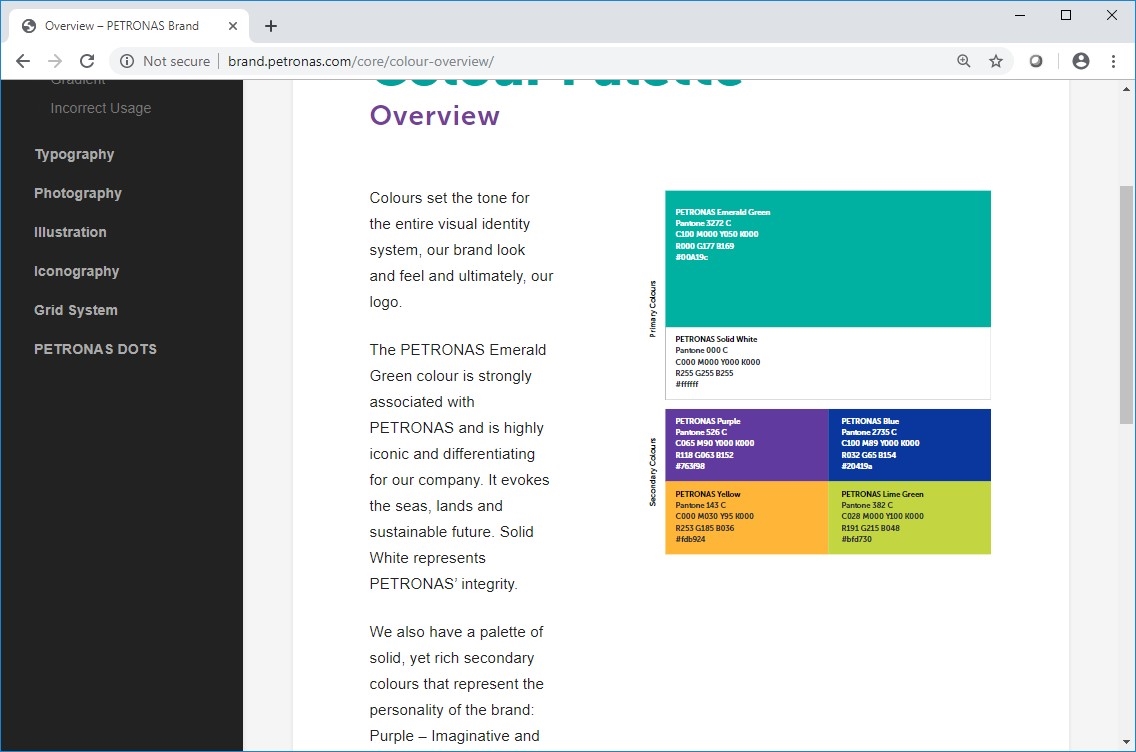 Overview – PETRONAS Brand
Not secure
brand.petronas.com/core/colour-overview/
Gradient
Incorrect Usage
Typography
Photography
Illustration
Iconography
Grid System
PETRONAS DOTS
Colour Palette
Overview
Colours set the tone for
the entire visual identity
system, our brand look
and feel and ultimately, our
logo.
The PETRONAS Emerald
Green colour is strongly
associated with
PETRONAS and is highly
iconic and differentiating
for our company. It evokes
the seas, lands and
sustainable future. Solid
White represents
PETRONAS’ integrity.
We also have a palette of
solid, yet rich secondary
colours that represent the
personality of the brand:
Purple – Imaginative and
Primary Colours
PETRONAS Emerald Green
Pantone 3272 C
C100 M000 Y050 K000
R000 G177 B169
#00A19c
PETRONAS Solid White
Pantone 000 C
C000 M000 Y000 K000
R255 G255 B255
#ffffff
Secondary Colours
PETRONAS Purple
Pantone 526 C
C065 M90 Y000 K000
R118 G063 B152
#763f98
PETRONAS Blue
Pantone 2735 C
C100 M89 Y000 K000
R032 G65 B154
#20419a
PETRONAS Yellow
Pantone 143 C
C000 M030 Y95 K000
R253 G185 B036
#fdb924
PETRONAS Lime Green
Pantone 382 C
C028 M000 Y100 K000
R191 G215 B048
#bfd730